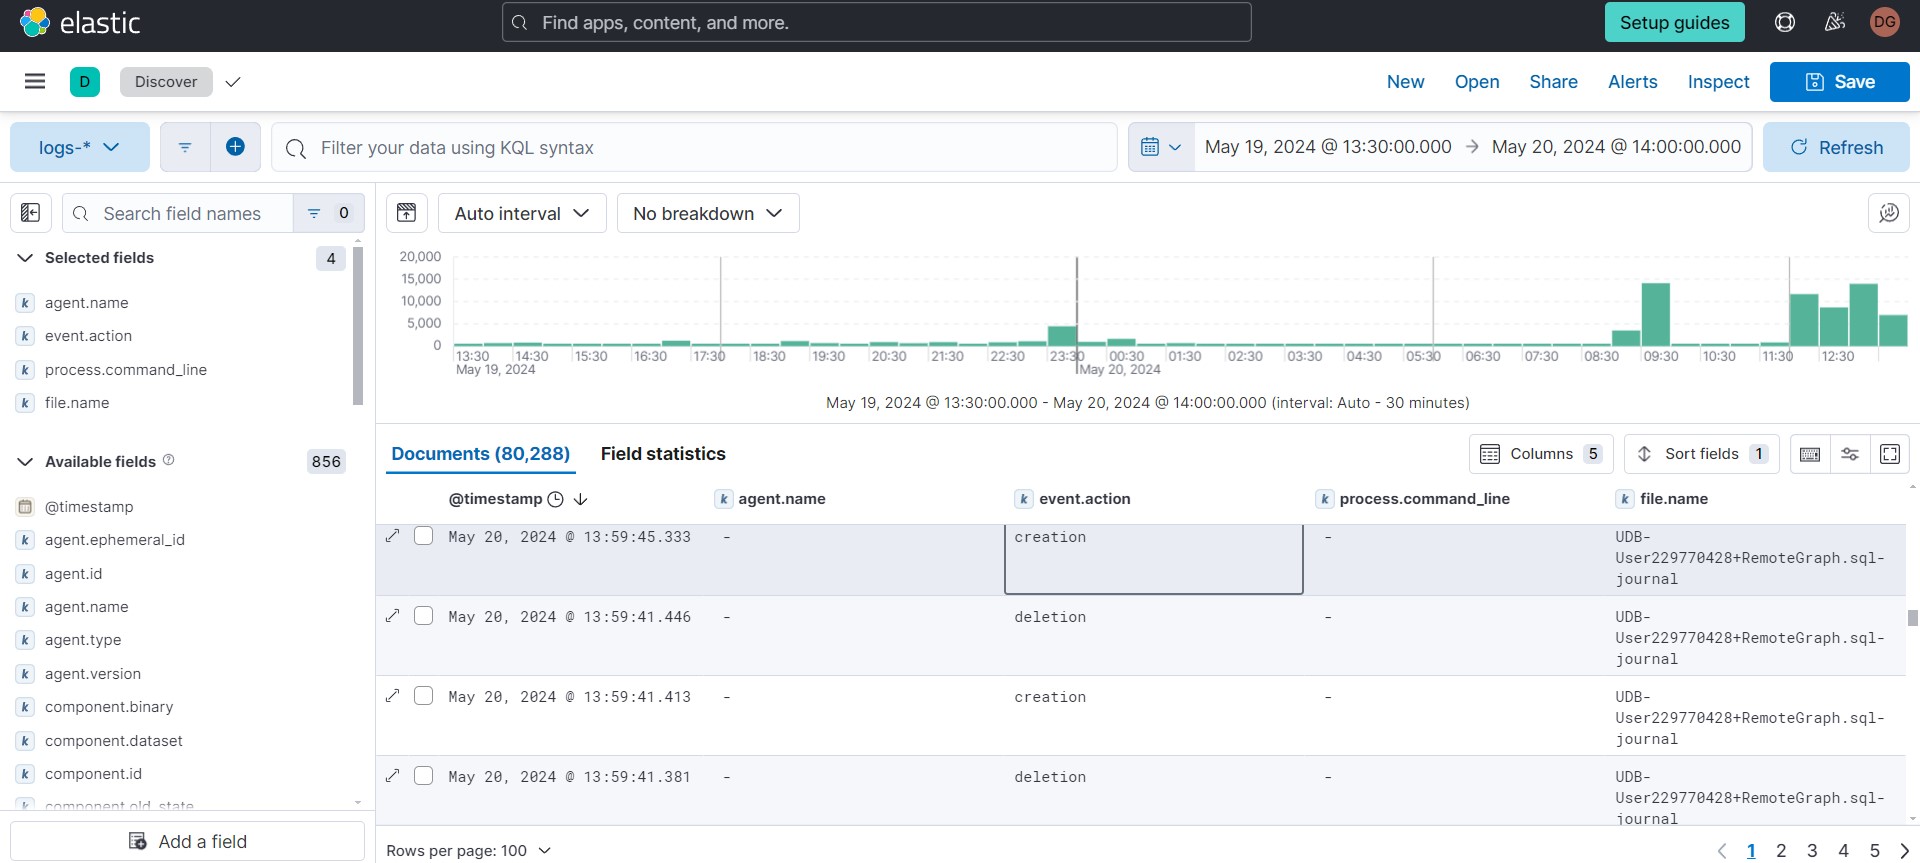 elastic
Find apps, content, and more.
Setup guides
DG
D
Discover
New
Open
Share
Alerts
Inspect
Save
logs-*
Filter your data using KQL syntax
May 19, 2024 @ 13:30:00.000 → May 20, 2024 @ 14:00:00.000
Refresh
Search field names
0
Selected fields
4
k agent.name
k event.action
k process.command_line
k file.name
Available fields
856
@timestamp
k agent.ephemeral_id
k agent.id
k agent.name
k agent.type
k agent.version
k component.binary
k component.dataset
k component.id
k component.old_state
Add a field
Auto interval
No breakdown
20,000
15,000
10,000
5,000
0
13:30 14:30 15:30 16:30 17:30 18:30 19:30 20:30 21:30 22:30 23:30 00:30 01:30 02:30 03:30 04:30 05:30 06:30 07:30 08:30 09:30 10:30 11:30 12:30
May 19, 2024 May 20, 2024
May 19, 2024 @ 13:30:00.000 - May 20, 2024 @ 14:00:00.000 (interval: Auto - 30 minutes)
Documents (80,288)
Field statistics
Columns 5
Sort fields 1
@timestamp k agent.name k event.action k process.command_line k file.name
May 20, 2024 @ 13:59:45.333 - creation - UDB-
User229770428+RemoteGraph.sql-
journal
May 20, 2024 @ 13:59:41.446 - deletion - UDB-
User229770428+RemoteGraph.sql-
journal
May 20, 2024 @ 13:59:41.413 - creation - UDB-
User229770428+RemoteGraph.sql-
journal
May 20, 2024 @ 13:59:41.381 - deletion - UDB-
User229770428+RemoteGraph.sql-
journal
Rows per page: 100
1 2 3 4 5